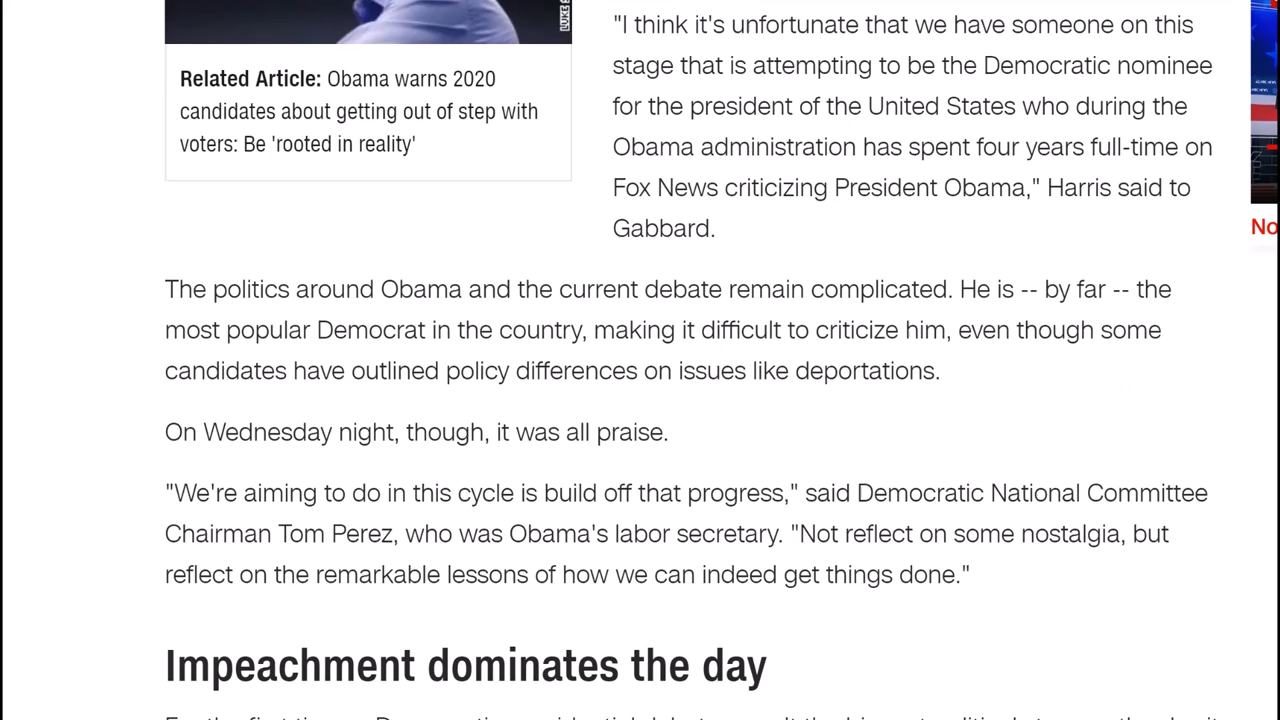 LUKE S
Related Article: Obama warns 2020
candidates about getting out of step with
voters: Be 'rooted in reality'
"I think it's unfortunate that we have someone on this
stage that is attempting to be the Democratic nominee
for the president of the United States who during the
Obama administration has spent four years full-time on
Fox News criticizing President Obama," Harris said to
Gabbard.
No
The politics around Obama and the current debate remain complicated. He is -- by far -- the
most popular Democrat in the country, making it difficult to criticize him, even though some
candidates have outlined policy differences on issues like deportations.
On Wednesday night, though, it was all praise.
"We're aiming to do in this cycle is build off that progress," said Democratic National Committee
Chairman Tom Perez, who was Obama's labor secretary. "Not reflect on some nostalgia, but
reflect on the remarkable lessons of how we can indeed get things done."
Impeachment dominates the day